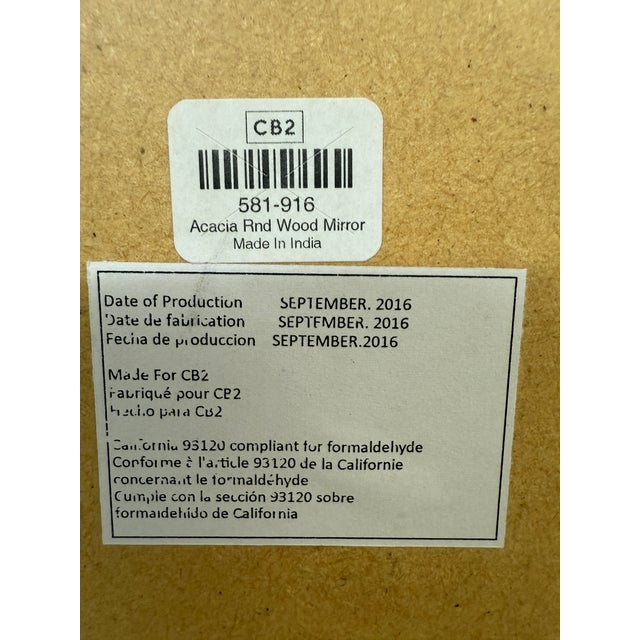 CB2
581-916
Acacia Rnd Wood Mirror
Made In India
Date of Production SEPTEMBER. 2016
Date de fabrication SEPTEMBER. 2016
Fecha de produccion SEPTEMBER.2016
Made For CB2
Fabriqué pour CB2
Hecho para CB2
California 93120 compliant for formaldehyde
Conforme à l'article 93120 de la Californie
concernant le formaldéhyde
Cumple con la sección 93120 sobre
formaldehido de California